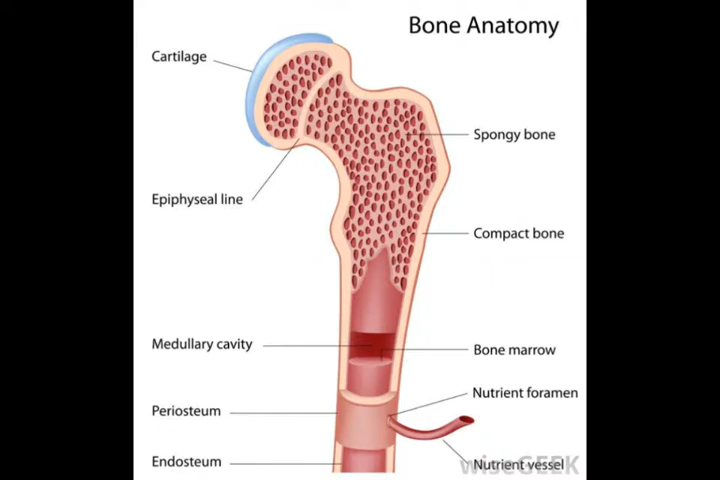 Bone Anatomy
Cartilage
Spongy bone
Epiphyseal line
Compact bone
Medullary cavity
Bone marrow
Nutrient foramen
Periosteum
Endosteum
Nutrient vessel
wiseGEEK